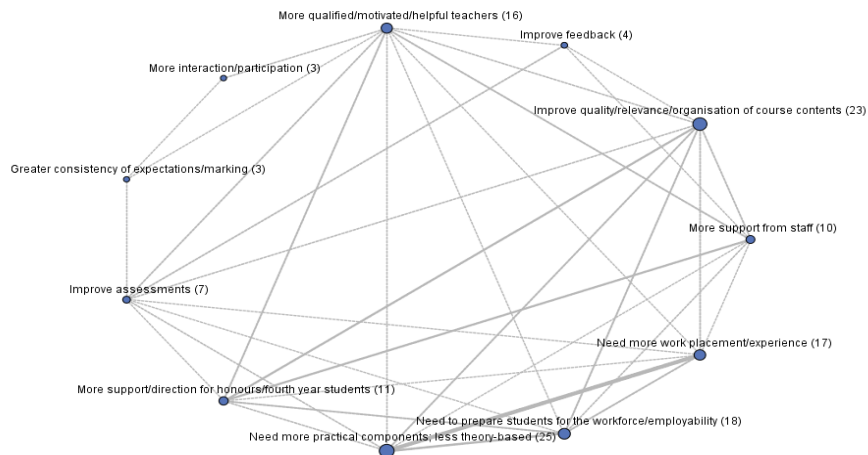 More qualified/motivated/helpful teachers (16)
Improve feedback (4)
More interaction/participation (3)
Improve quality/relevance/organisation of course contents (23)
Greater consistency of expectations/marking (3)
More support from staff (10)
Improve assessments (7)
Need more work placement/experience (17)
More support/direction for honours/fourth year students (11)
Need to prepare students for the workforce/employability (18)
Need more practical components; less theory-based (25)